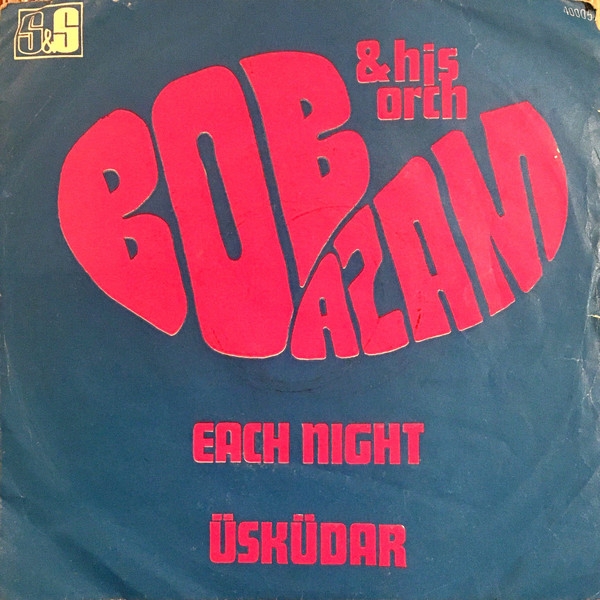 S&S
40005
& his
orch
BOB
AZAM
EACH NIGHT
ÜSKÜDAR